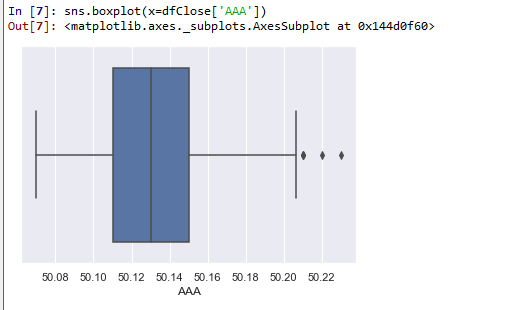 In [7]: sns.boxplot(x=dfClose['AAA'])
Out[7]: <matplotlib.axes._subplots.AxesSubplot at 0x144d0f60>
50.08 50.10 50.12 50.14 50.16 50.18 50.20 50.22
AAA